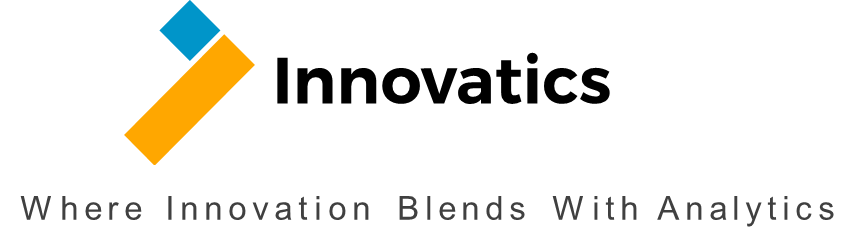 Innovatics
Where Innovation Blends With Analytics